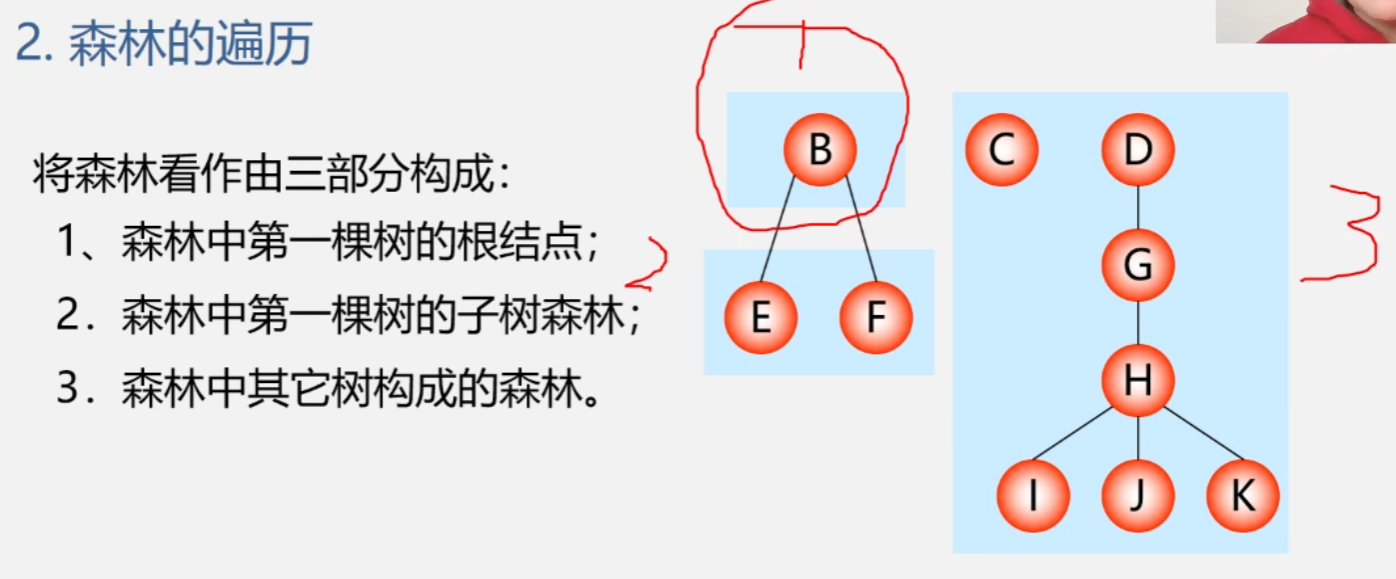 2. 森林的遍历
将森林看作由三部分构成：
1、森林中第一棵树的根结点；
2．森林中第一棵树的子树森林；
3．森林中其它树构成的森林。
1
B
C
D
2
3
G
E
F
H
I
J
K